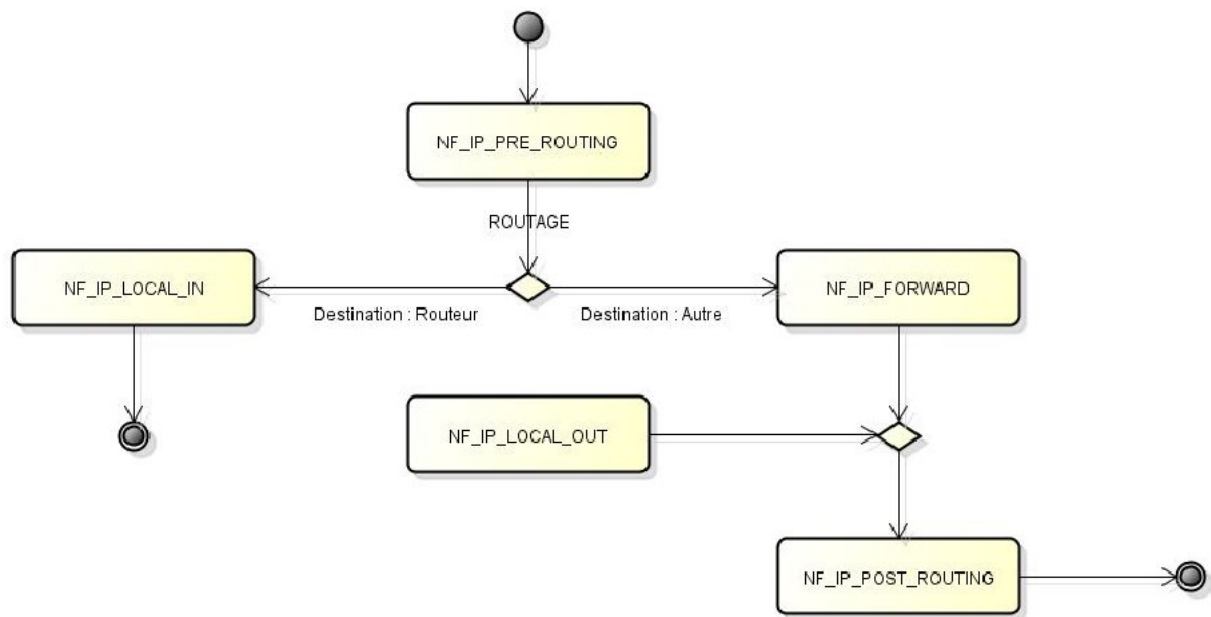 NF_IP_PRE_ROUTING
ROUTAGE
NF_IP_LOCAL_IN
NF_IP_FORWARD
Destination : Routeur
Destination : Autre
NF_IP_LOCAL_OUT
NF_IP_POST_ROUTING